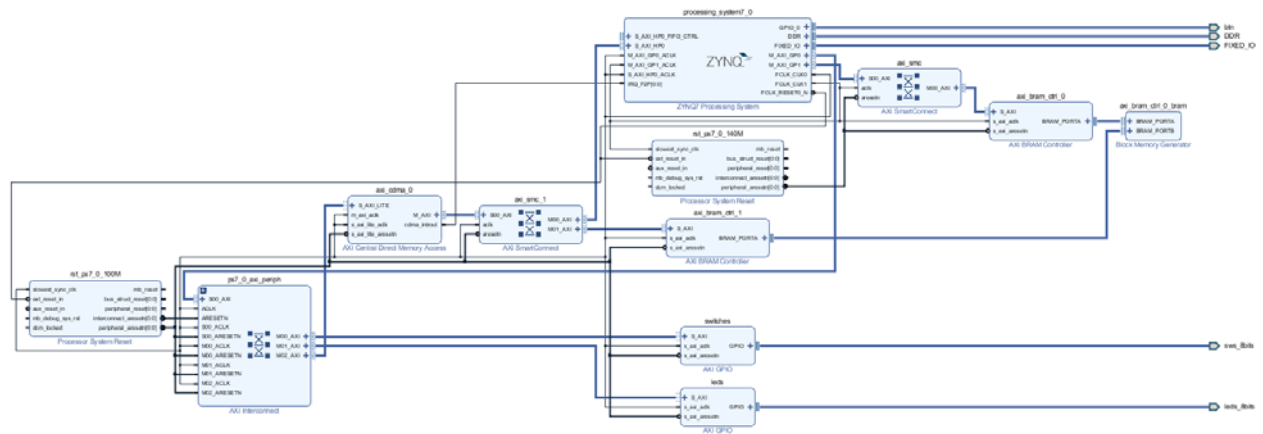 processing_system7_0
S_AXI_HP0_FIFO_CTRL
S_AXI_HP0
M_AXI_GP0_ACLK
M_AXI_GP1_ACLK
S_AXI_HP0_ACLK
IRQ_F2P[0:0]
ZYNQ
GPIO_0
DDR
FIXED_IO
M_AXI_GP0
M_AXI_GP1
FCLK_CLK0
FCLK_CLK1
FCLK_RESET0_N
ZYNQ7 Processing System
btn
DDR
FIXED_IO
axi_smc
S00_AXI
aclk
aresetn
M00_AXI
AXI SmartConnect
axi_bram_ctrl_0
S_AXI
s_axi_aclk
s_axi_aresetn
BRAM_PORTA
AXI BRAM Controller
axi_bram_ctrl_0_bram
BRAM_PORTA
BRAM_PORTB
Block Memory Generator
rst_ps7_0_140M
slowest_sync_clk
ext_reset_in
aux_reset_in
mb_debug_sys_rst
dcm_locked
mb_reset
bus_struct_reset[0:0]
peripheral_reset[0:0]
interconnect_aresetn[0:0]
peripheral_aresetn[0:0]
Processor System Reset
axi_cdma_0
S_AXI_LITE
m_axi_aclk
s_axi_lite_aclk
s_axi_lite_aresetn
M_AXI
cdma_introut
AXI Central Direct Memory Access
axi_smc_1
S00_AXI
aclk
aresetn
M00_AXI
M01_AXI
AXI SmartConnect
axi_bram_ctrl_1
S_AXI
s_axi_aclk
s_axi_aresetn
BRAM_PORTA
AXI BRAM Controller
rst_ps7_0_100M
slowest_sync_clk
ext_reset_in
aux_reset_in
mb_debug_sys_rst
dcm_locked
mb_reset
bus_struct_reset[0:0]
peripheral_reset[0:0]
interconnect_aresetn[0:0]
peripheral_aresetn[0:0]
Processor System Reset
ps7_0_axi_periph
S00_AXI
ACLK
ARESETN
S00_ACLK
S00_ARESETN
M00_ACLK
M00_ARESETN
M01_ACLK
M01_ARESETN
M02_ACLK
M02_ARESETN
M00_AXI
M01_AXI
M02_AXI
AXI Interconnect
switches
S_AXI
s_axi_aclk
s_axi_aresetn
GPIO
AXI GPIO
sws_8bits
leds
S_AXI
s_axi_aclk
s_axi_aresetn
GPIO
AXI GPIO
leds_8bits